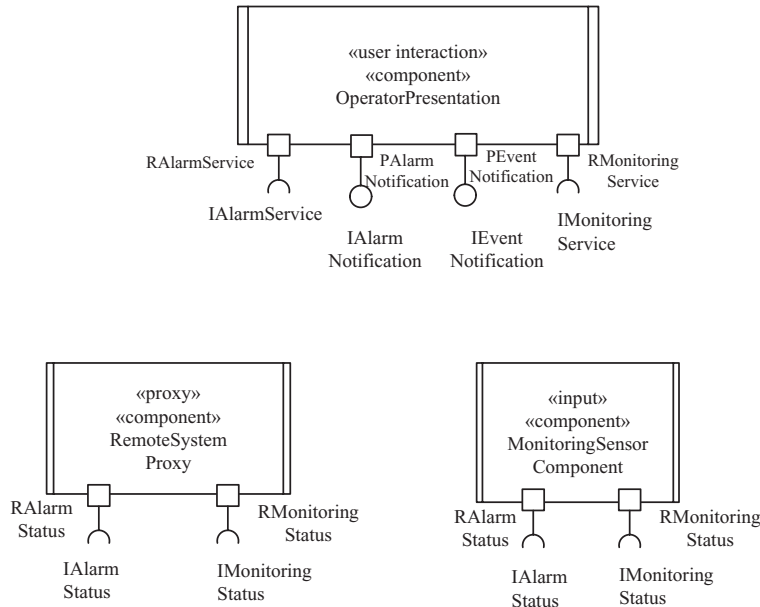 «user interaction»
«component»
OperatorPresentation
RAlarmService
PAlarm
Notification
PEvent
Notification
RMonitoring
Service
IAlarmService
IAlarm
Notification
IEvent
Notification
IMonitoring
Service
«proxy»
«component»
RemoteSystem
Proxy
RAlarm
Status
RMonitoring
Status
IAlarm
Status
IMonitoring
Status
«input»
«component»
MonitoringSensor
Component
RAlarm
Status
RMonitoring
Status
IAlarm
Status
IMonitoring
Status